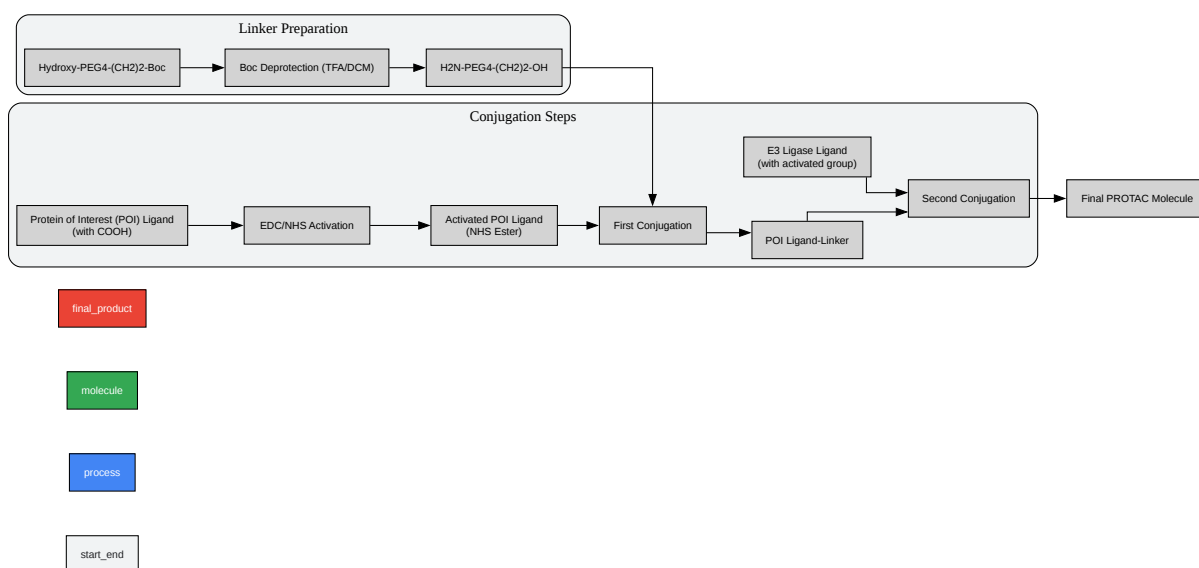 Linker Preparation
Hydroxy-PEG4-(CH2)2-Boc
Boc Deprotection (TFA/DCM)
H2N-PEG4-(CH2)2-OH
Conjugation Steps
E3 Ligase Ligand
(with activated group)
Second Conjugation
Final PROTAC Molecule
Protein of Interest (POI) Ligand
(with COOH)
EDC/NHS Activation
Activated POI Ligand
(NHS Ester)
First Conjugation
POI Ligand-Linker
final_product
molecule
process
start_end